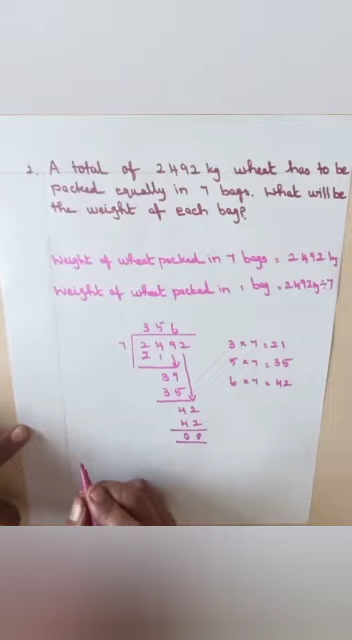 2. A total of 2492 kg wheat has to be
packed equally in 7 bags. What will be
the weight of each bag?
Weight of wheat packed in 7 bags = 2492 kg
Weight of wheat packed in 1 bag = 2492kg÷7
356
7 2492
21
39
35
42
42
00
3 × 7 = 21
5 × 7 = 35
6 × 7 = 42